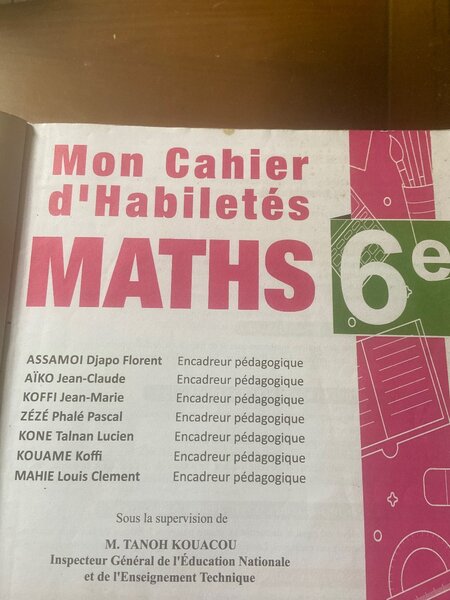 Mon Cahier
d'Habiletés
MATHS 6e
ASSAMOI Djapo Florent Encadreur pédagogique
AÏKO Jean-Claude Encadreur pédagogique
KOFFI Jean-Marie Encadreur pédagogique
ZÉZÉ Phalé Pascal Encadreur pédagogique
KONE Talnan Lucien Encadreur pédagogique
KOUAME Koffi Encadreur pédagogique
MAHIE Louis Clement Encadreur pédagogique
Sous la supervision de
M. TANOH KOUACOU
Inspecteur Général de l'Éducation Nationale
et de l'Enseignement Technique